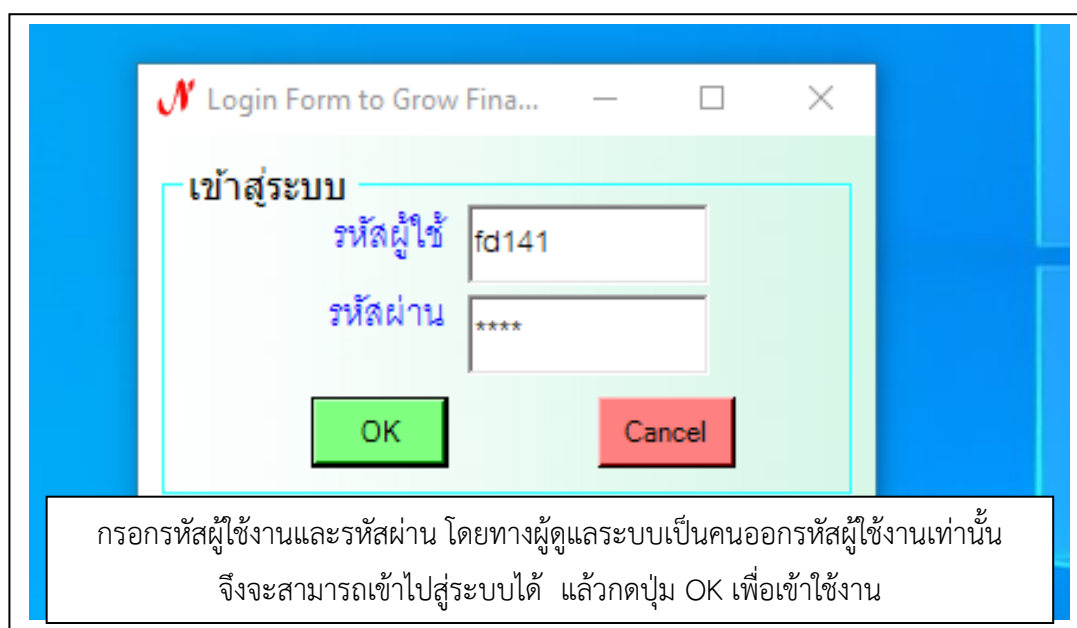 Login Form to Grow Fina...
เข้าสู่ระบบ
รหัสผู้ใช้ fd141
รหัสผ่าน ****
OK Cancel
กรอกรหัสผู้ใช้งานและรหัสผ่าน โดยทางผู้ดูแลระบบเป็นคนออกรหัสผู้ใช้งานเท่านั้น
จึงจะสามารถเข้าไปสู่ระบบได้ แล้วกดปุ่ม OK เพื่อเข้าใช้งาน